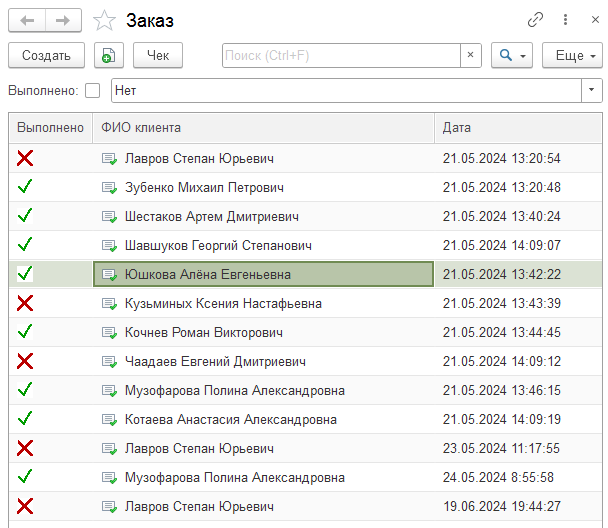 Заказ
Создать Чек Поиск (Ctrl+F) × Еще
Выполнено: Нет
Выполнено ФИО клиента Дата
Лавров Степан Юрьевич 21.05.2024 13:20:54
Зубенко Михаил Петрович 21.05.2024 13:20:48
Шестаков Артем Дмитриевич 21.05.2024 13:40:24
Шавшуков Георгий Степанович 21.05.2024 14:09:07
Юшкова Алёна Евгеньевна 21.05.2024 13:42:22
Кузьминых Ксения Настафьевна 21.05.2024 13:43:39
Кочнев Роман Викторович 21.05.2024 13:44:45
Чаадаев Евгений Дмитриевич 21.05.2024 14:09:12
Музофарова Полина Александровна 21.05.2024 13:46:15
Котаева Анастасия Александровна 21.05.2024 14:09:19
Лавров Степан Юрьевич 23.05.2024 11:17:55
Музофарова Полина Александровна 24.05.2024 8:55:58
Лавров Степан Юрьевич 19.06.2024 19:44:27